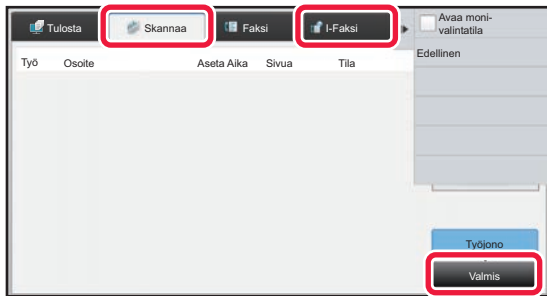 Tulosta Skannaa Faksi I-Faksi
Avaa moni-
valintatila
Edellinen
Työ Osoite Aseta Aika Sivua Tila
Työjono
Valmis